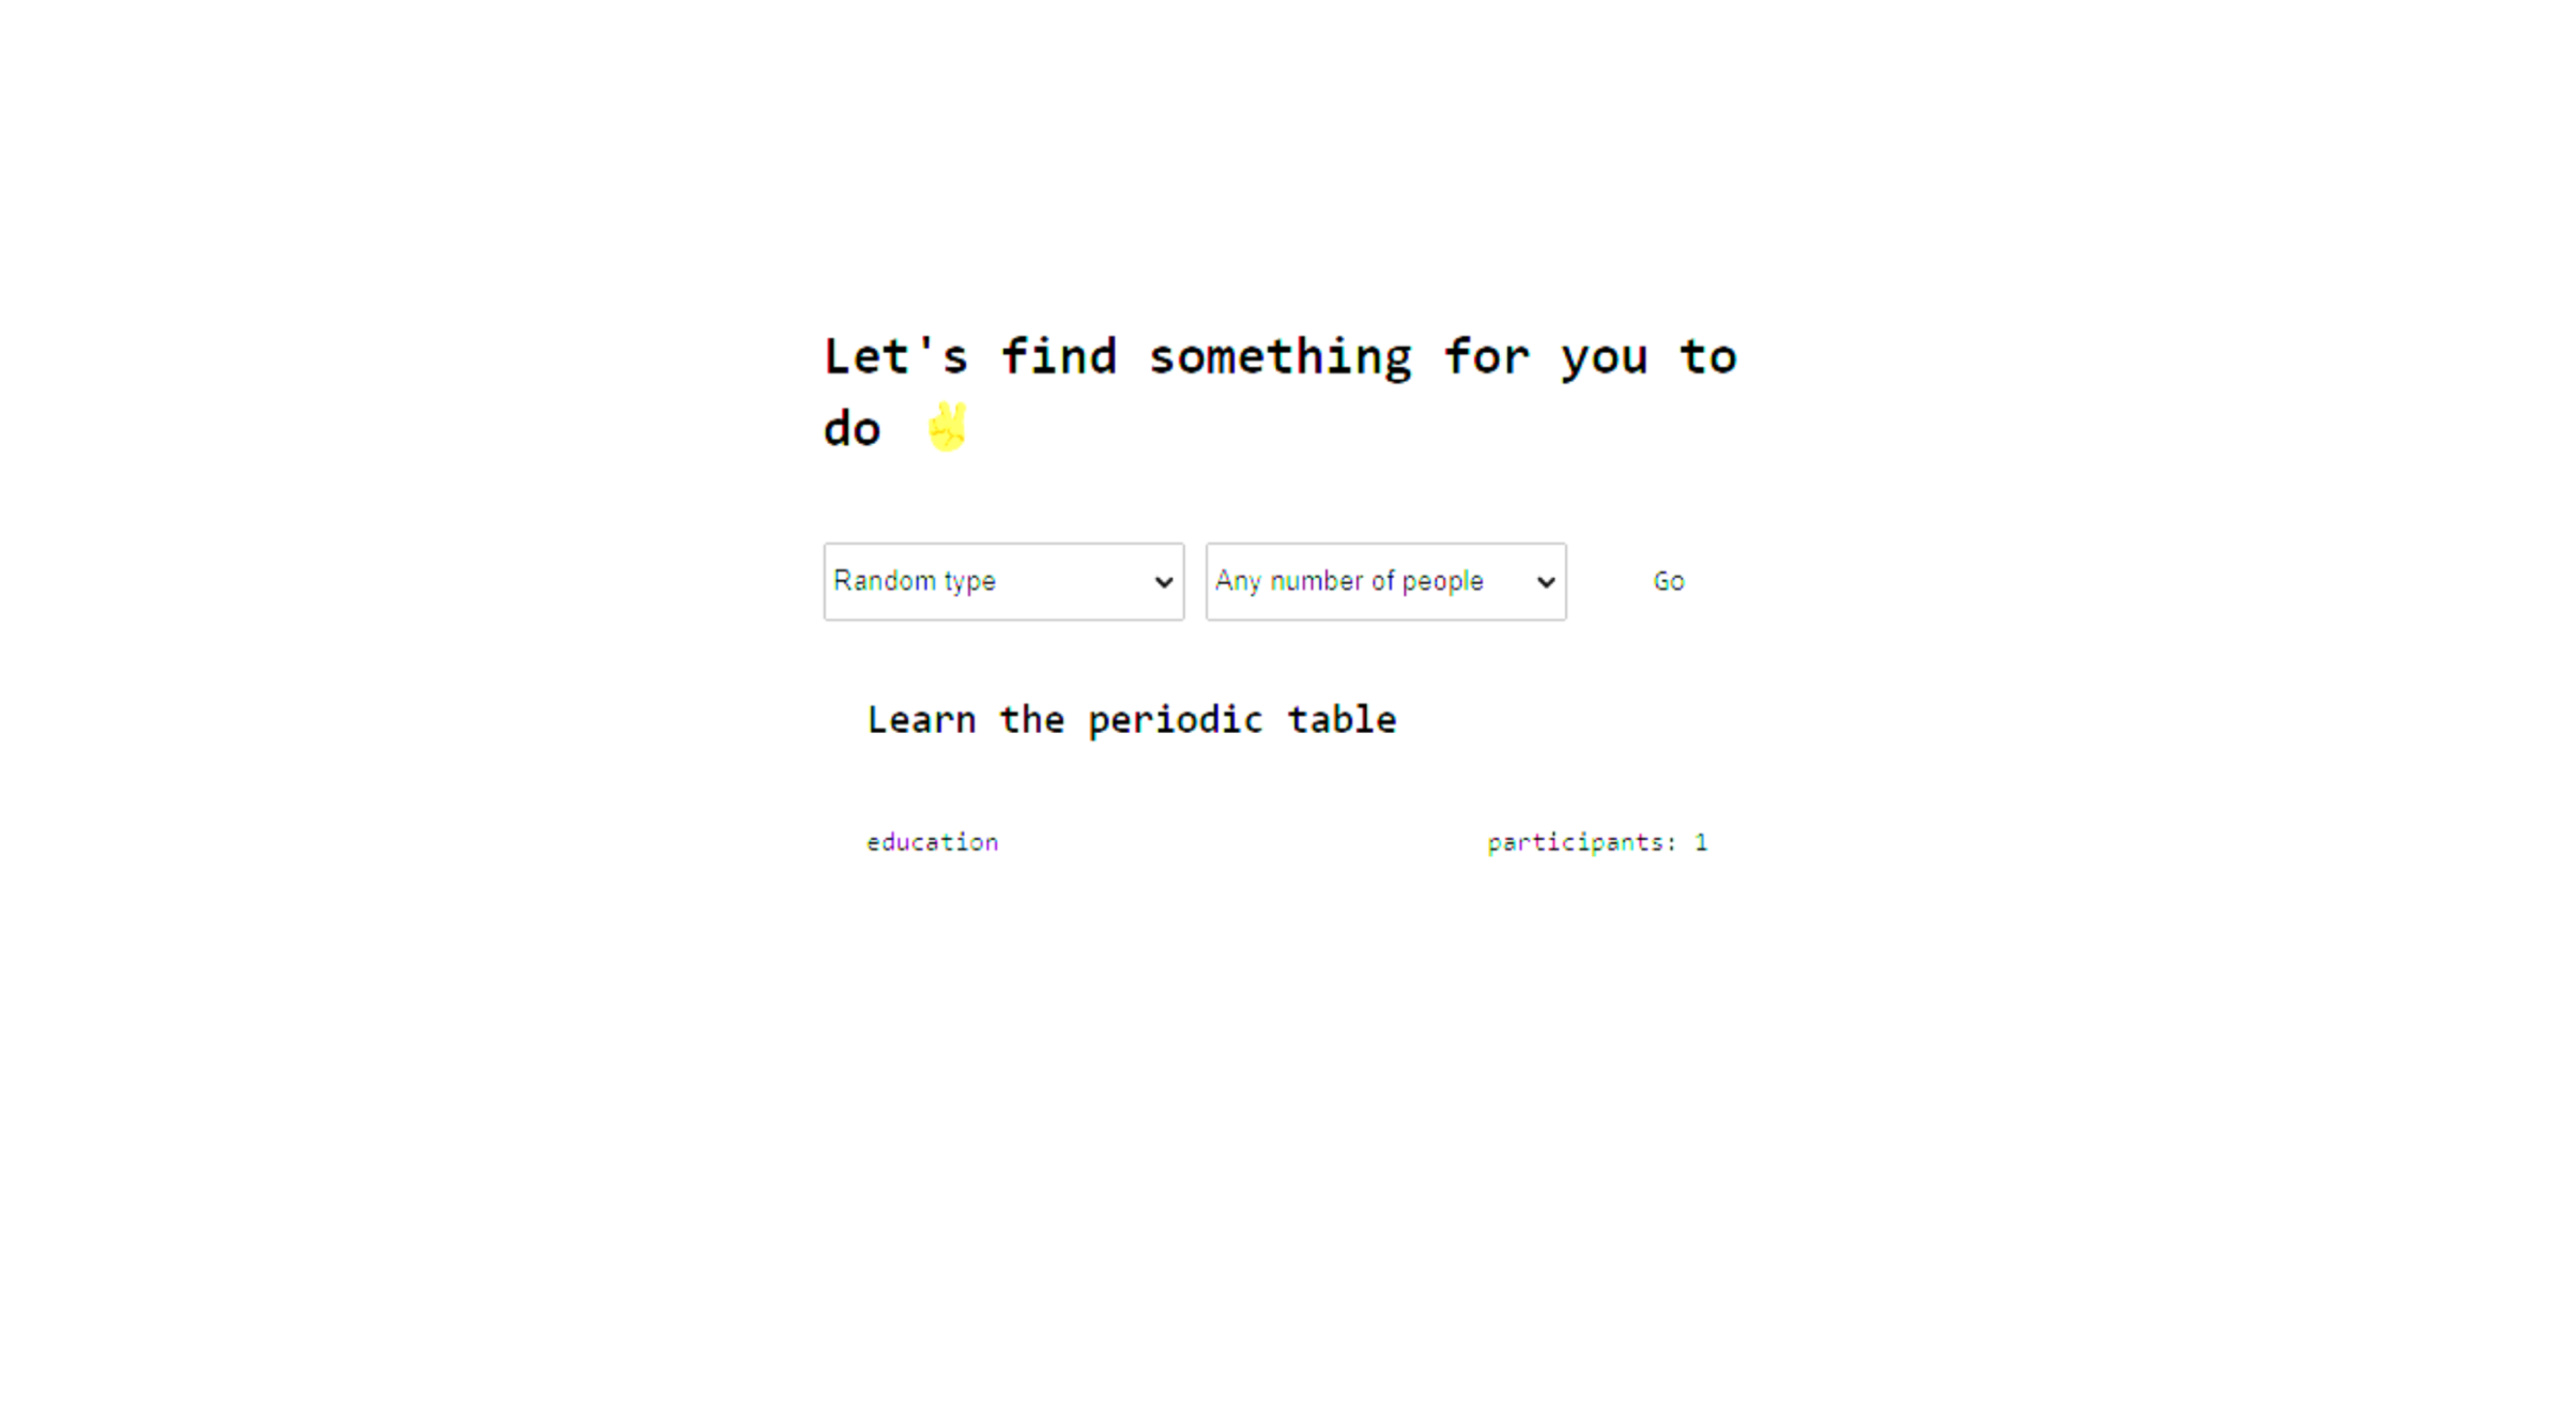 Let's find something for you to
do ✌
Random type Any number of people Go
Learn the periodic table
education participants: 1